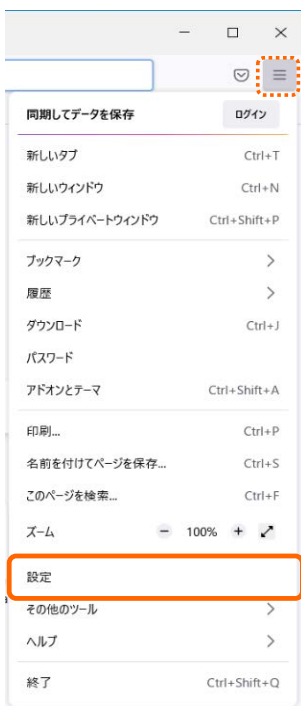 同期してデータを保存 ログイン
新しいタブ Ctrl+T
新しいウィンドウ Ctrl+N
新しいプライベートウィンドウ Ctrl+Shift+P
ブックマーク
履歴
ダウンロード Ctrl+J
パスワード
アドオンとテーマ Ctrl+Shift+A
印刷... Ctrl+P
名前を付けてページを保存... Ctrl+S
このページを検索... Ctrl+F
ズーム − 100% +
設定
その他のツール
ヘルプ
終了 Ctrl+Shift+Q